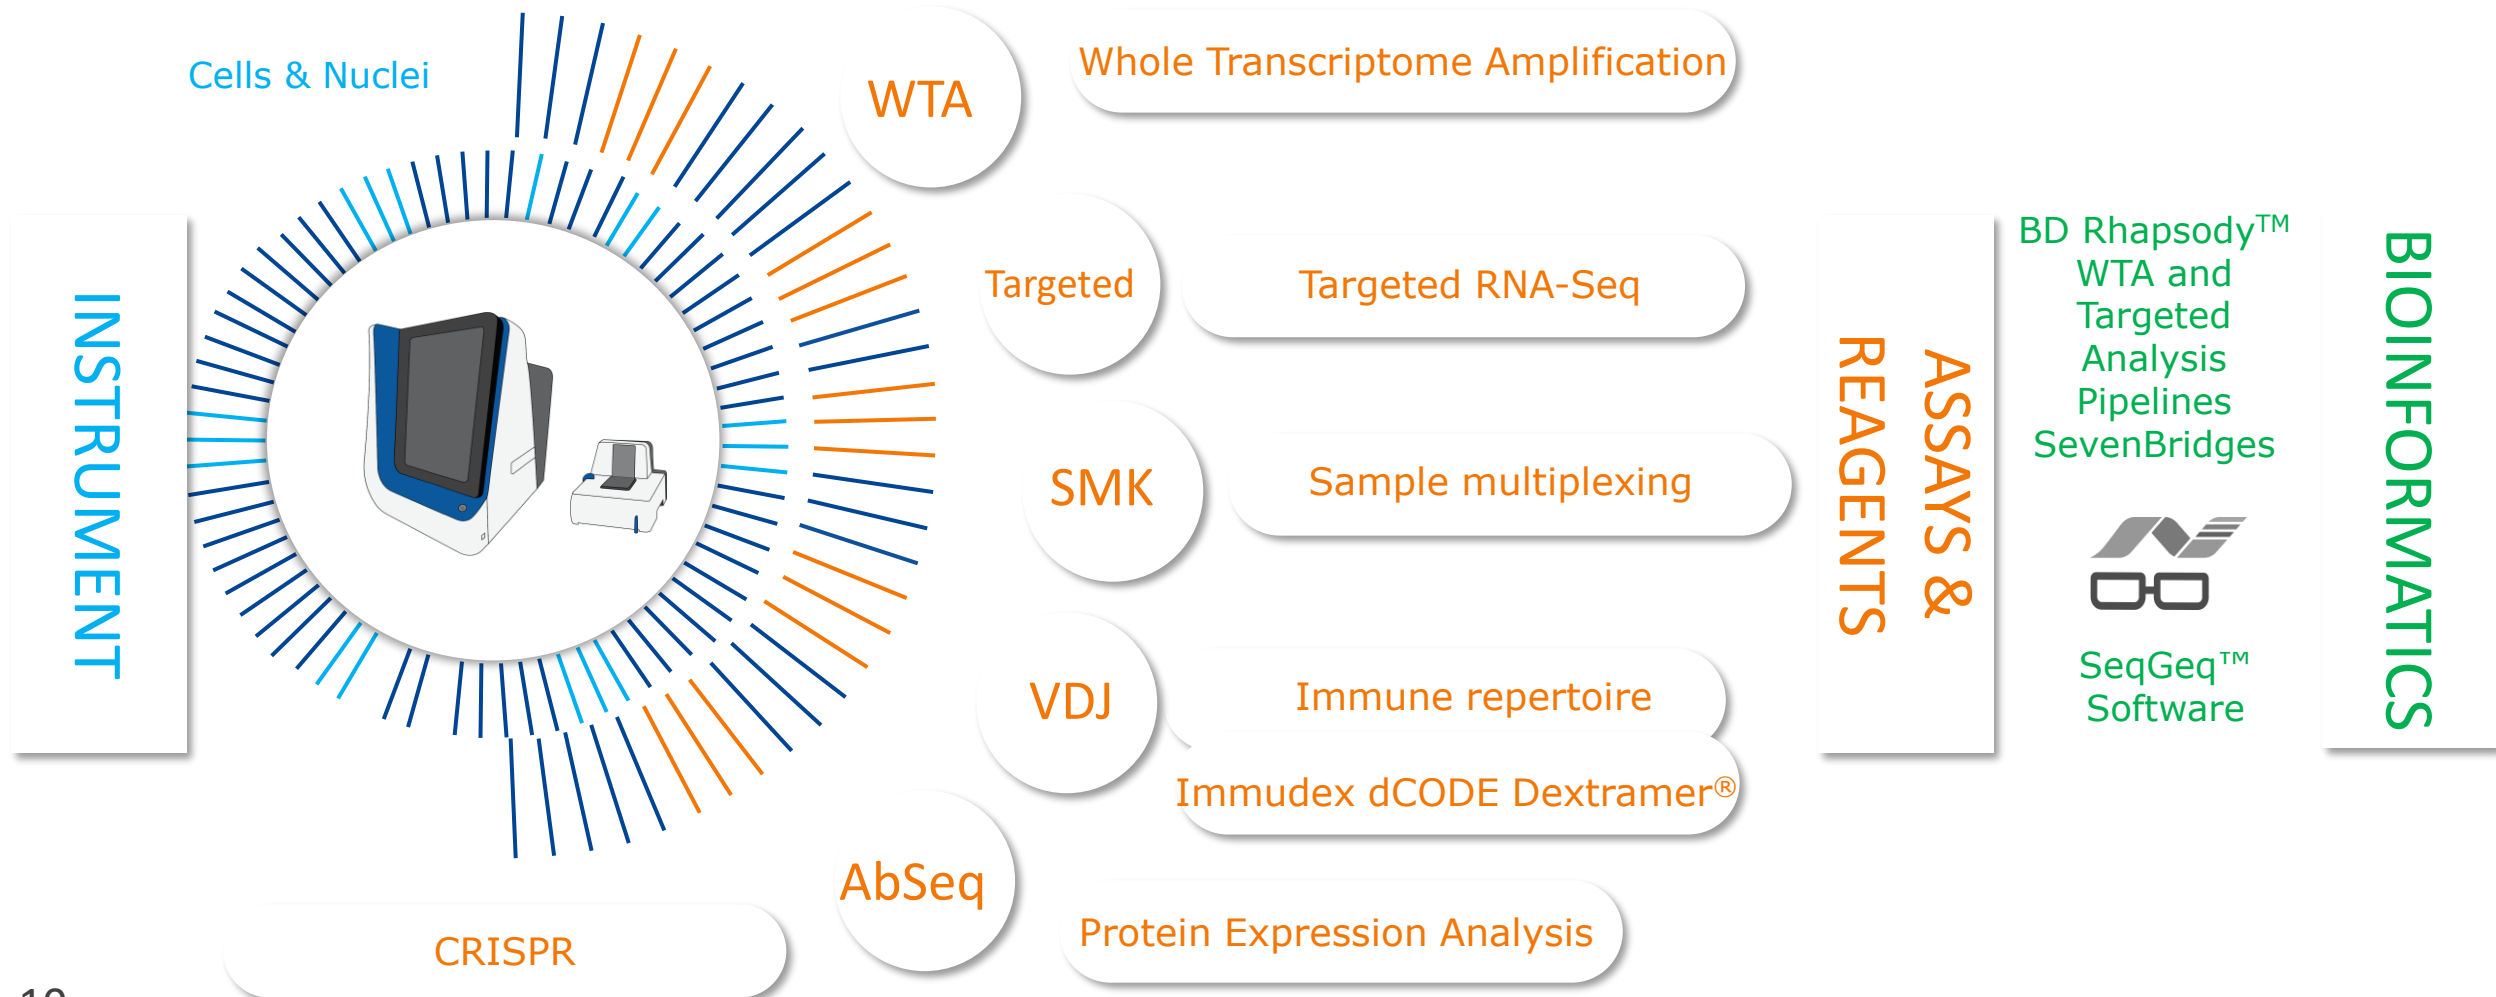 Cells & Nuclei
INSTRUMENT
WTA
Whole Transcriptome Amplification
Targeted
Targeted RNA-Seq
SMK
Sample multiplexing
VDJ
Immune repertoire
Immudex dCODE Dextramer®
AbSeq
Protein Expression Analysis
CRISPR
ASSAYS &
REAGENTS
BD Rhapsody™
WTA and
Targeted
Analysis
Pipelines
SevenBridges
SeqGeq™
Software
BIOINFORMATICS